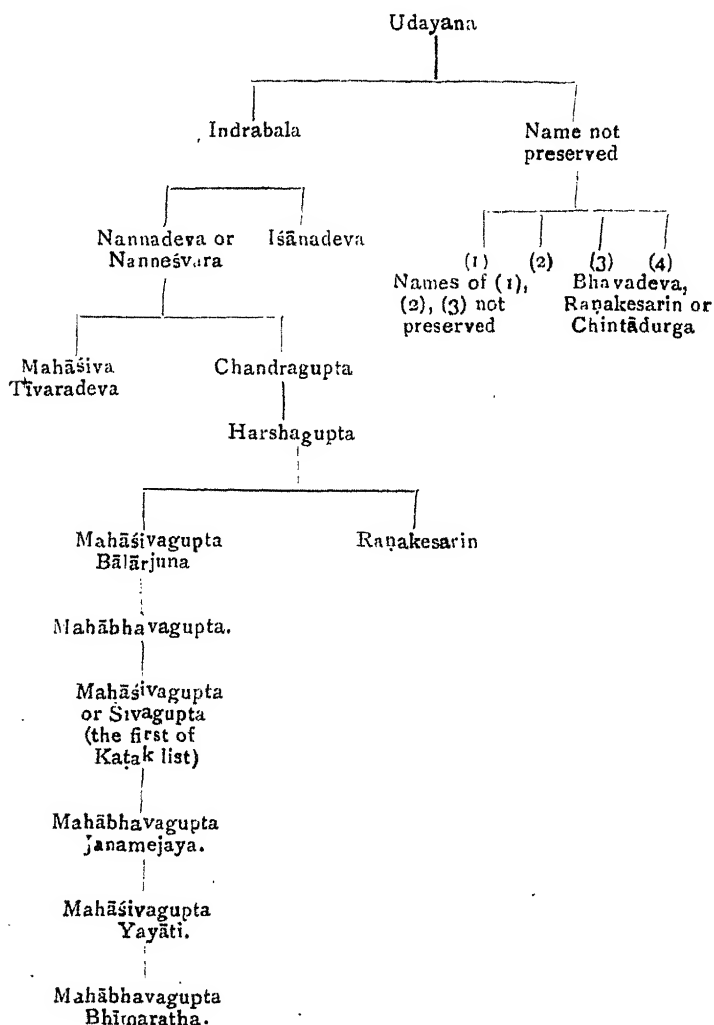 Udayana
Indrabala
Name not
preserved
Nannadeva or
Nanneśvara
Iśānadeva
(1) (2) (3) (4)
Names of (1),
(2), (3) not
preserved
Bhavadeva,
Raṇakesarin or
Chintādurga
Mahāśiva
Tīvaradeva
Chandragupta
Harshagupta
Mahāśivagupta
Bālārjuna
Raṇakesarin
Mahābhavagupta.
Mahāśivagupta
or Śivagupta
(the first of
Kaṭak list)
Mahābhavagupta
Janamejaya.
Mahāśivagupta
Yayāti.
Mahābhavagupta
Bhīmaratha.